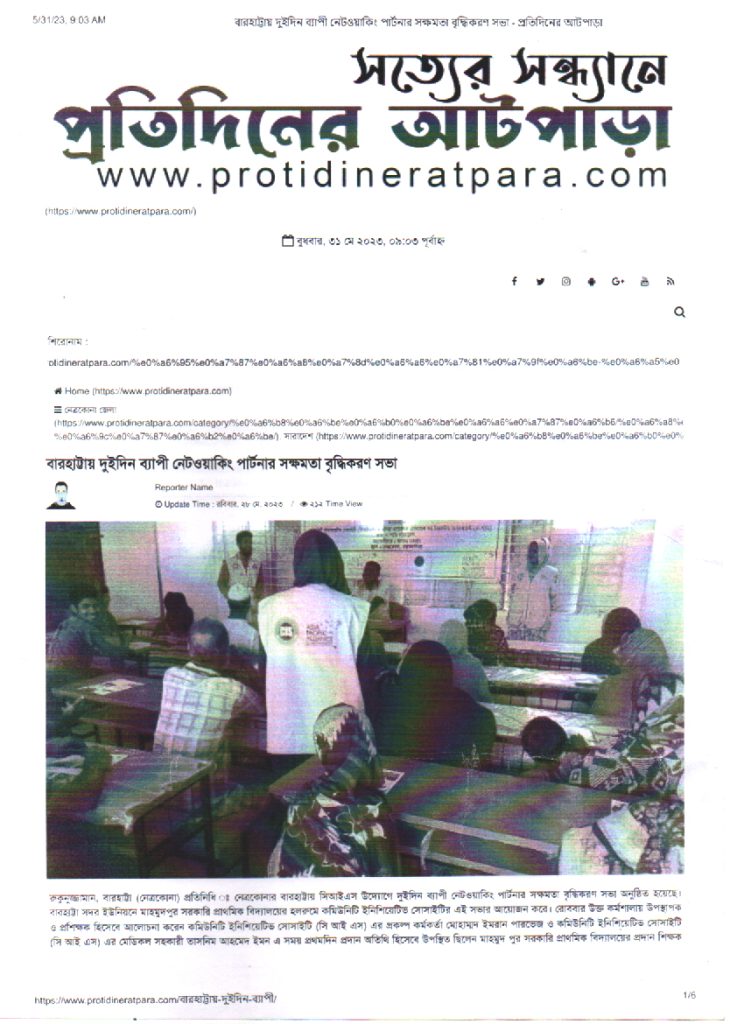 5/31/23, 9:03 AM
বারহাট্টায় দুইদিন ব্যাপী নেটওয়ার্কিং পার্টনার সক্ষমতা বৃদ্ধিকরণ সভা - প্রতিদিনের আটপাড়া
সত্যের সন্ধ্যানে
প্রতিদিনের আটপাড়া
www.protidineratpara.com
(https://www.protidineratpara.com/)
বুধবার, ৩১ মে ২০২৩, ০৯:০৩ পূর্বাহ্ন
শিরোনাম :
otidineratpara.com/%e0%a6%95%e0%a7%87%e0%a6%a8%e0%a7%8d%e0%a6%a6%e0%a7%81%e0%a7%9f%e0%a6%be-%e0%a6%a5%e0
Home (https://www.protidineratpara.com)
নেত্রকোনা জেলা
(https://www.protidineratpara.com/category/%e0%a6%b8%e0%a6%be%e0%a6%b0%e0%a6%be%e0%a6%a6%e0%a7%87%e0%a6%b6/%e0%a6%a8%
%e0%a6%9c%e0%a7%87%e0%a6%b2%e0%a6%be/), সারাদেশ (https://www.protidineratpara.com/category/%e0%a6%b8%e0%a6%be%e0%a6%b0%e0%
বারহাট্টায় দুইদিন ব্যাপী নেটওয়াকিং পার্টনার সক্ষমতা বৃদ্ধিকরণ সভা
Reporter Name
Update Time : রবিবার, ২৮ মে, ২০২৩ / ২১২ Time View
CIS ASIA PACIFIC ALLIANCE
রুকুনুজ্জামান, বারহাট্টা (নেত্রকোনা) প্রতিনিধি ঃ নেত্রকোনার বারহাট্টায় সিআইএস উদ্যোগে দুইদিন ব্যাপী নেটওয়াকিং পার্টনার সক্ষমতা বৃদ্ধিকরণ সভা অনুষ্ঠিত হয়েছে।
বারহাট্টা সদর ইউনিয়নে মাহমুদপুর সরকারি প্রাথমিক বিদ্যালয়ের হলরুমে কমিউনিটি ইনিশিয়েটিভ সোসাইটির এই সভার আয়োজন করে। রোববার উক্ত কর্মশালায় উপস্থাপক
ও প্রশিক্ষক হিসেবে আলোচনা করেন কমিউনিটি ইনিশিয়েটিভ সোসাইটি (সি আই এস) এর প্রকল্প কর্মকর্তা মোহাম্মদ ইমরান পারভেজ ও কমিউনিটি ইনিশিয়েটিভ সোসাইটি
(সি আই এস) এর মেডিকল সহকারী তাসনিম আহমেদ ইমন এ সময় প্রথমদিন প্রদান অতিথি হিসেবে উপস্থিত ছিলেন মাহমুদ পুর সরকারি প্রাথমিক বিদ্যালয়ের প্রদান শিক্ষক
https://www.protidineratpara.com/বারহাট্টায়-দুইদিন-ব্যাপী/
1/6